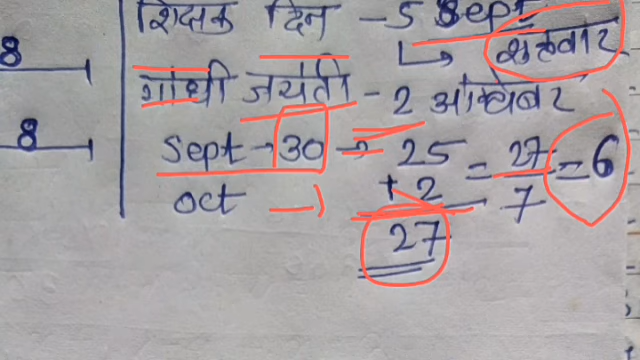 शिक्षक दिन - 5 Sept
8 ↳ शुक्रवार
गांधी जयंती - 2 ऑक्टोबर
8 Sept → 30 → 25 = 27/7 = 6
oct → + 2
27